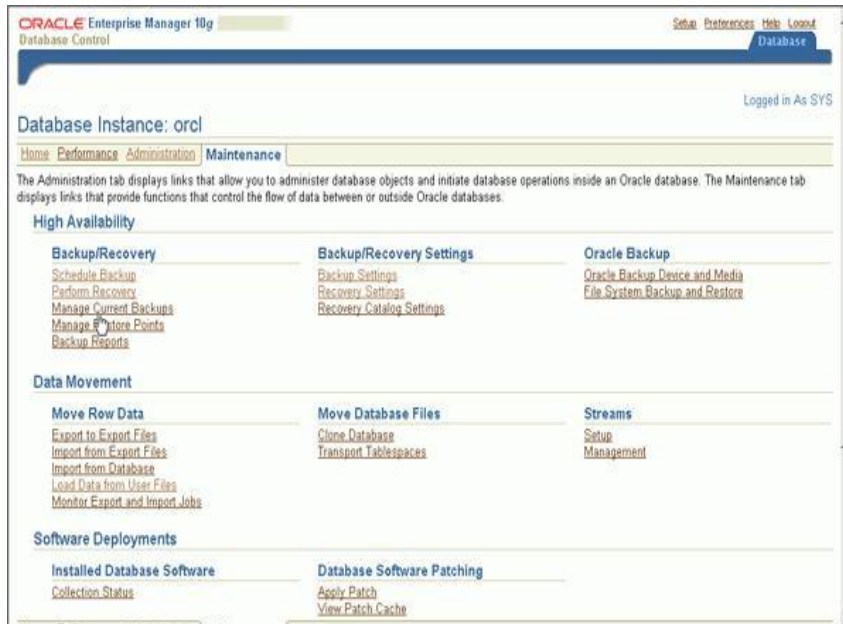 ORACLE Enterprise Manager 10g
Database Control
Setup Preferences Help Logout
Database
Logged in As SYS
Database Instance: orcl
Home Performance Administration Maintenance
The Administration tab displays links that allow you to administer database objects and initiate database operations inside an Oracle database. The Maintenance tab
displays links that provide functions that control the flow of data between or outside Oracle databases.
High Availability
Backup/Recovery
Schedule Backup
Perform Recovery
Manage Current Backups
Manage Restore Points
Backup Reports
Backup/Recovery Settings
Backup Settings
Recovery Settings
Recovery Catalog Settings
Oracle Backup
Oracle Backup Device and Media
File System Backup and Restore
Data Movement
Move Row Data
Export to Export Files
Import from Export Files
Import from Database
Load Data from User Files
Monitor Export and Import Jobs
Move Database Files
Clone Database
Transport Tablespaces
Streams
Setup
Management
Software Deployments
Installed Database Software
Collection Status
Database Software Patching
Apply Patch
View Patch Cache